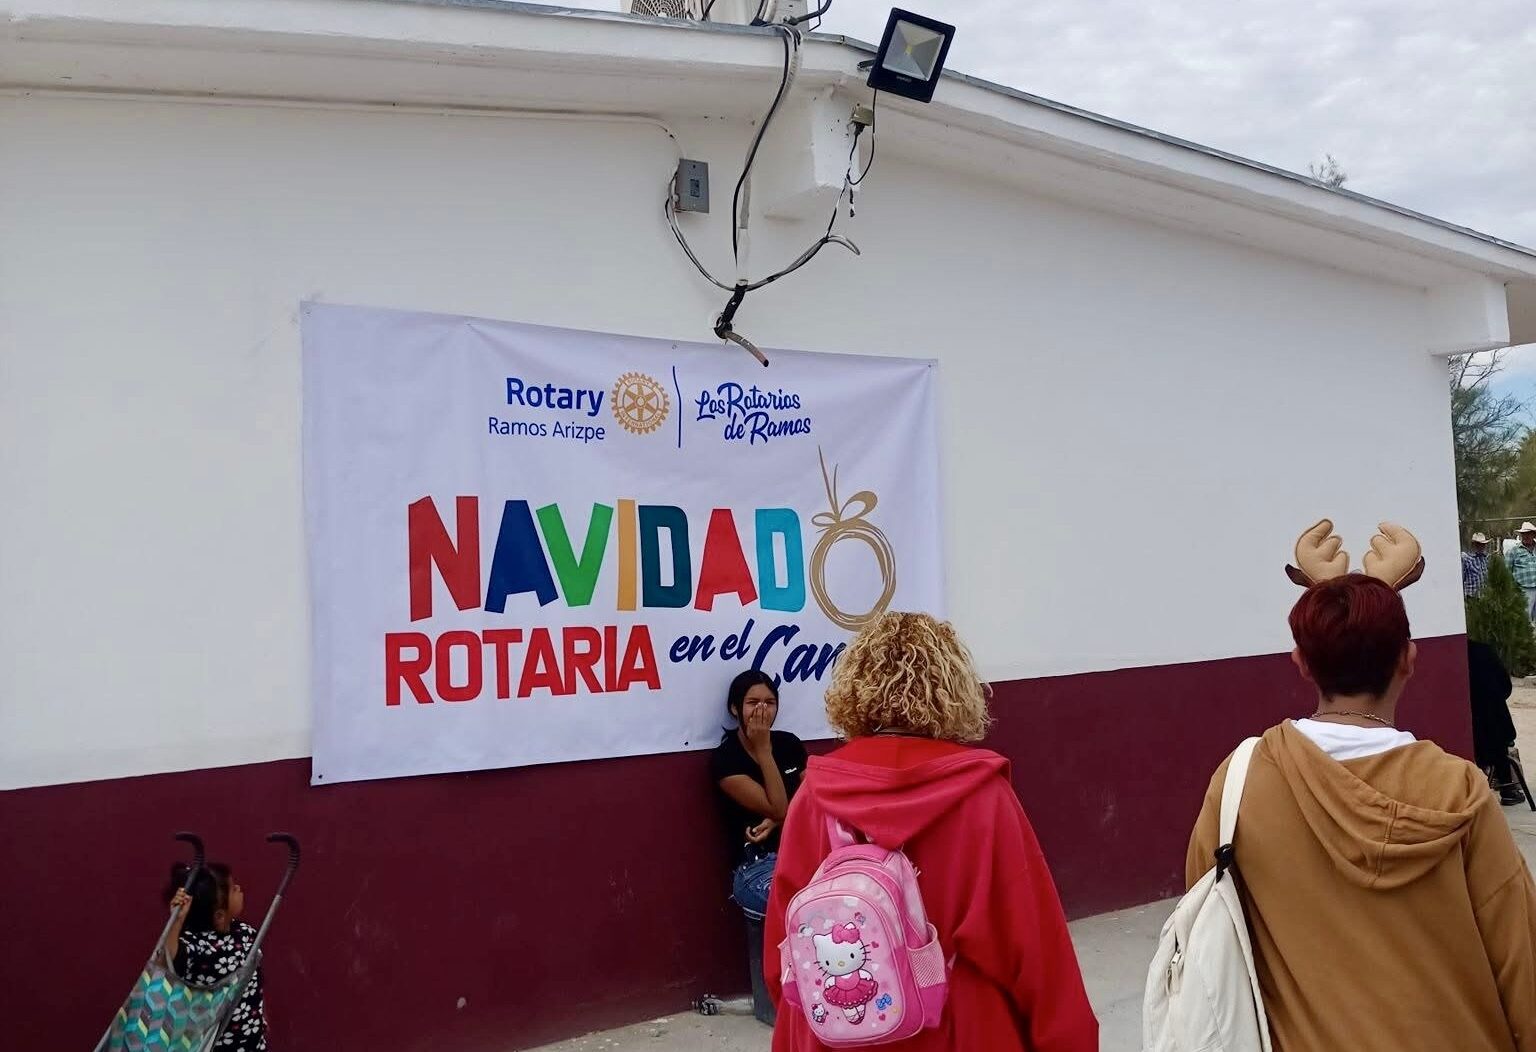 Rotary
Ramos Arizpe
Los Rotarios
de Ramos
NAVIDAD
ROTARIA en el